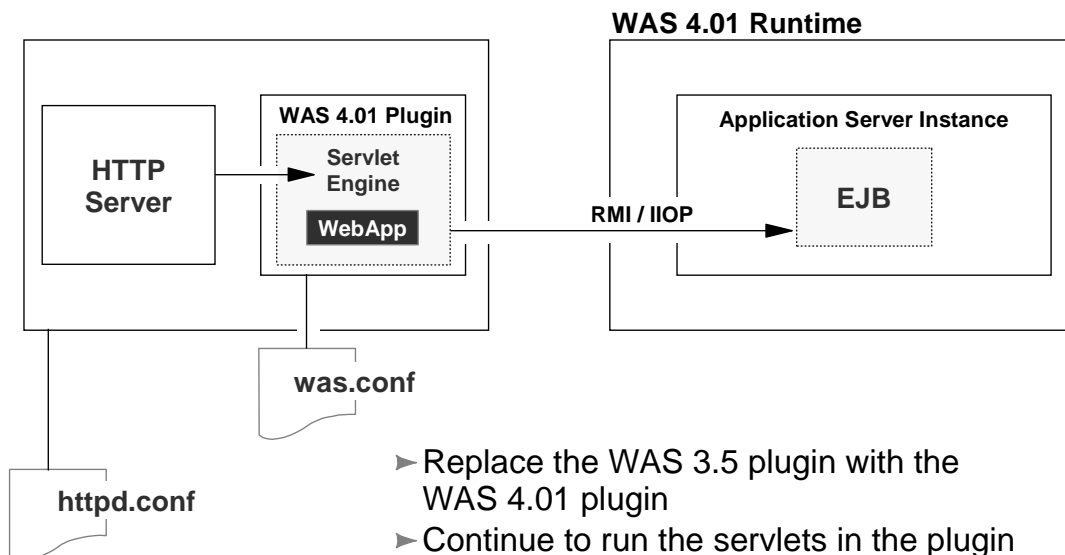 WAS 4.01 Runtime
WAS 4.01 Plugin
Application Server Instance
HTTP
Server
Servlet
Engine
WebApp
RMI / IIOP
EJB
was.conf
httpd.conf
➢ Replace the WAS 3.5 plugin with the
WAS 4.01 plugin
➢ Continue to run the servlets in the plugin